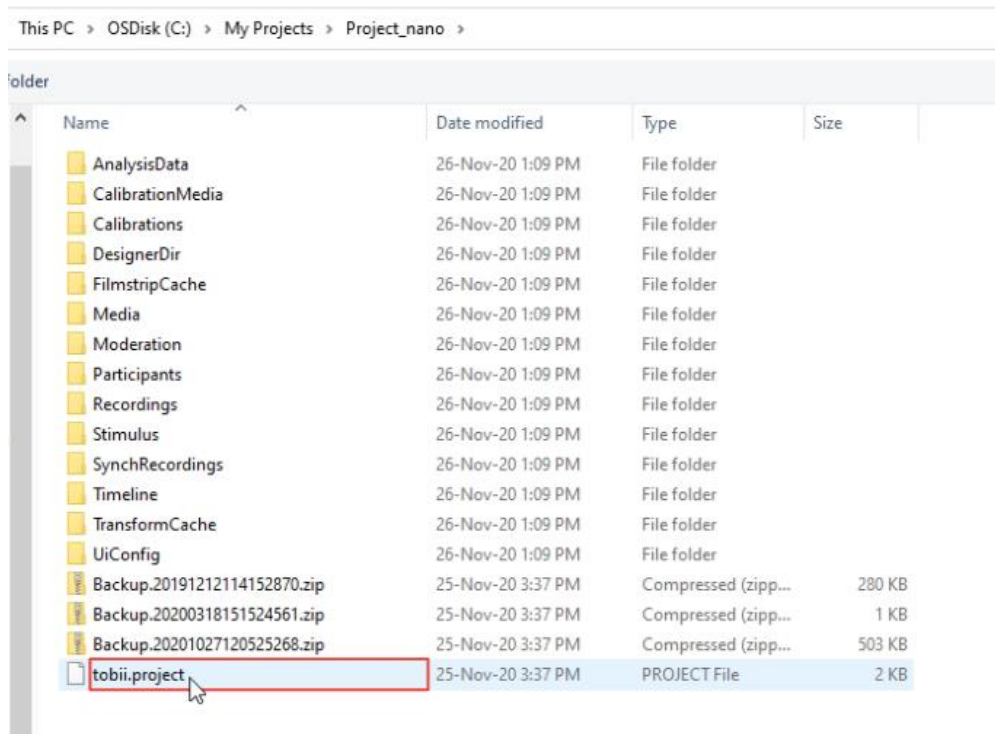 This PC > OSDisk (C:) > My Projects > Project_nano >
folder
Name Date modified Type Size
AnalysisData 26-Nov-20 1:09 PM File folder
CalibrationMedia 26-Nov-20 1:09 PM File folder
Calibrations 26-Nov-20 1:09 PM File folder
DesignerDir 26-Nov-20 1:09 PM File folder
FilmstripCache 26-Nov-20 1:09 PM File folder
Media 26-Nov-20 1:09 PM File folder
Moderation 26-Nov-20 1:09 PM File folder
Participants 26-Nov-20 1:09 PM File folder
Recordings 26-Nov-20 1:09 PM File folder
Stimulus 26-Nov-20 1:09 PM File folder
SynchRecordings 26-Nov-20 1:09 PM File folder
Timeline 26-Nov-20 1:09 PM File folder
TransformCache 26-Nov-20 1:09 PM File folder
UiConfig 26-Nov-20 1:09 PM File folder
Backup.20191212114152870.zip 25-Nov-20 3:37 PM Compressed (zipp... 280 KB
Backup.20200318151524561.zip 25-Nov-20 3:37 PM Compressed (zipp... 1 KB
Backup.20201027120525268.zip 25-Nov-20 3:37 PM Compressed (zipp... 503 KB
tobii.project 25-Nov-20 3:37 PM PROJECT File 2 KB